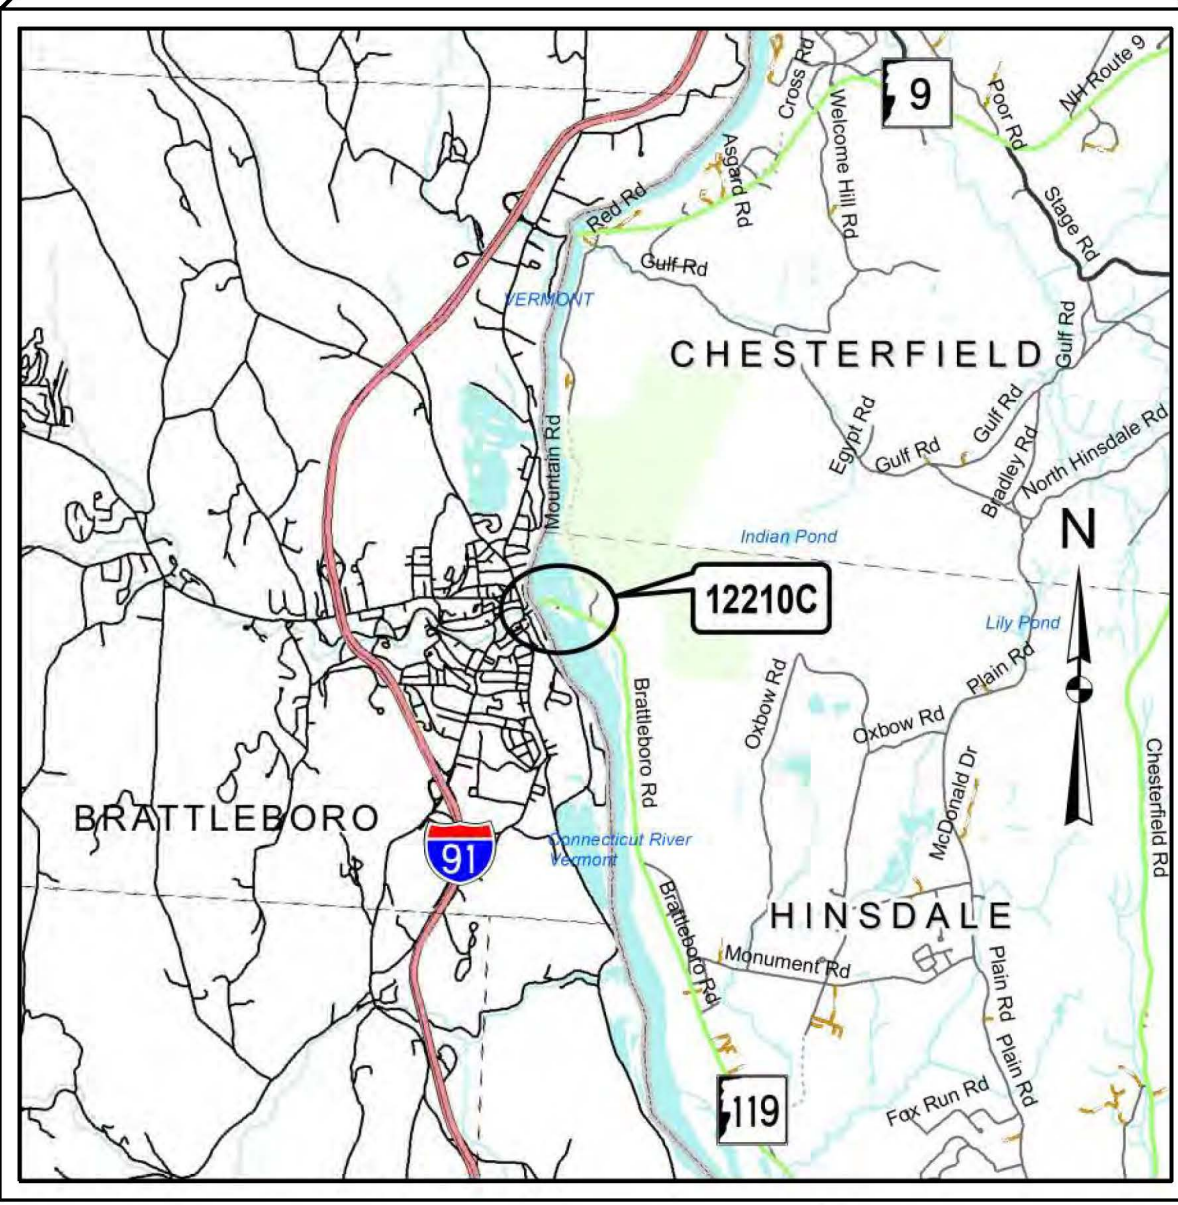 Cross Rd
9
Poor Rd
NH Route 9
Welcome Hill Rd
Asgard Rd
Red Rd
Stage Rd
Gulf Rd
VERMONT
Gulf Rd
CHESTERFIELD
Gulf Rd
Egypt Rd
Gulf Rd
Bradley Rd
North Hinsdale Rd
Mountain Rd
Indian Pond
N
12210C
Lily Pond
Plain Rd
Oxbow Rd
Oxbow Rd
Brattleboro Rd
McDonald Dr
Chesterfield Rd
BRATTLEBORO
91
Connecticut River
Vermont
Brattleboro Rd
HINSDALE
Monument Rd
Plain Rd
Plain Rd
119
Fox Run Rd